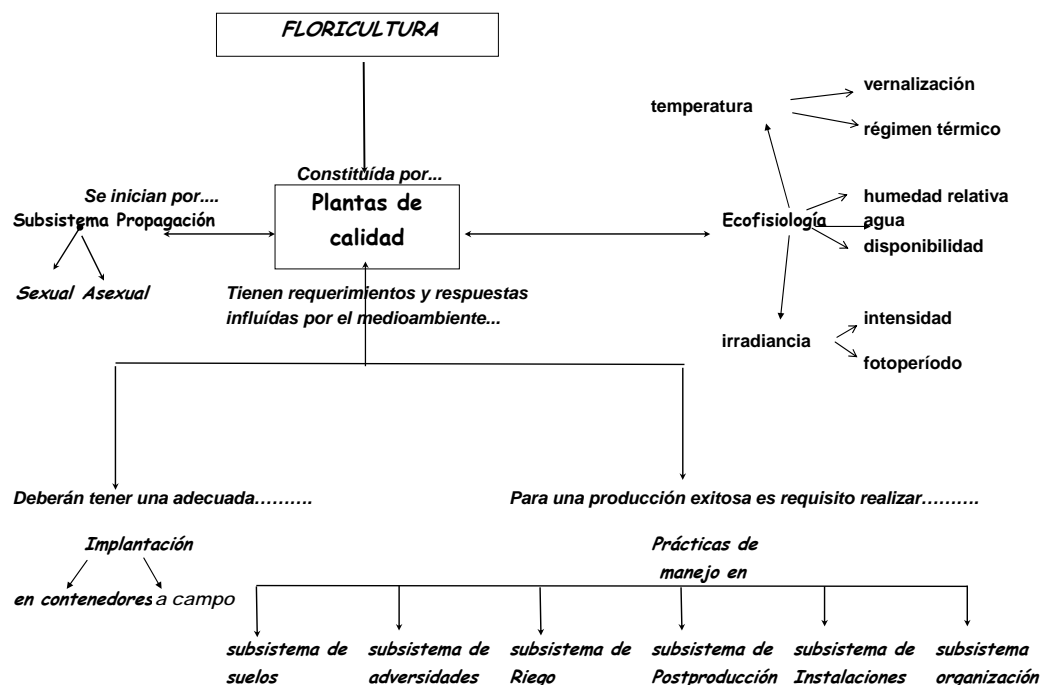 FLORICULTURA
temperatura
vernalización
régimen térmico
Constituída por...
Se inician por....
Subsistema Propagación
Plantas de
calidad
Ecofisiología
humedad relativa
agua
disponibilidad
Sexual Asexual
Tienen requerimientos y respuestas
influídas por el medioambiente...
irradiancia
intensidad
fotoperíodo
Deberán tener una adecuada..........
Para una producción exitosa es requisito realizar..........
Implantación
en contenedores a campo
Prácticas de
manejo en
subsistema de
suelos
subsistema de
adversidades
subsistema de
Riego
subsistema de
Postproducción
subsistema de
Instalaciones
subsistema
organización